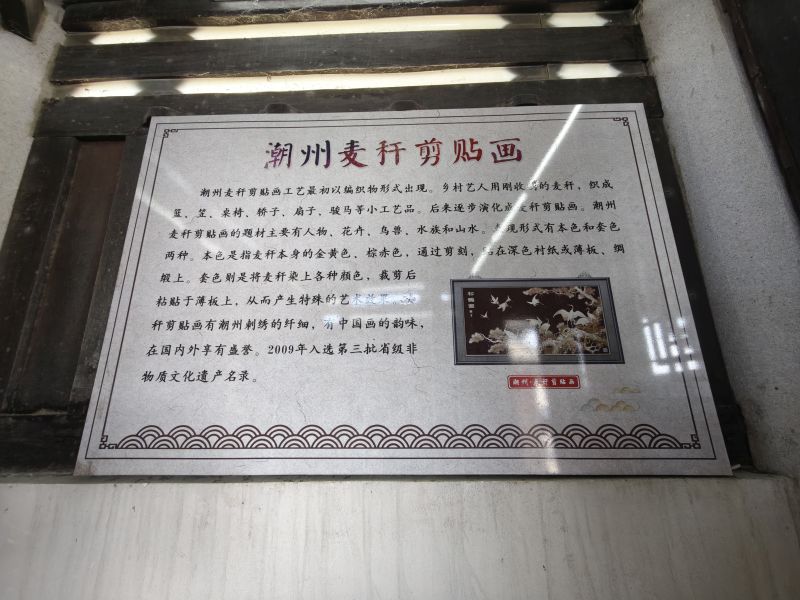 潮州麦秆剪贴画
潮州麦秆剪贴画工艺最初以编织物形式出现。乡村艺人用刚收的麦秆，织成
篮、笠、桌椅、轿子、扇子、骏马等小工艺品。后来逐步演化成麦秆剪贴画。潮州
麦秆剪贴画的题材主要有人物、花卉、鸟兽、水族和山水。现形式有本色和套色
两种。本色是指麦秆本身的金黄色、棕赤色，通过剪刻，在深色衬纸或薄板、绸
缎上。套色则是将麦秆染上各种颜色，裁剪后
粘贴于薄板上，从而产生特殊的艺术效果。
秆剪贴画有潮州刺绣的纤细，有中国画的韵味，
在国内外享有盛誉。2009年入选第三批省级非
物质文化遗产名录。
潮州·麦秆剪贴画